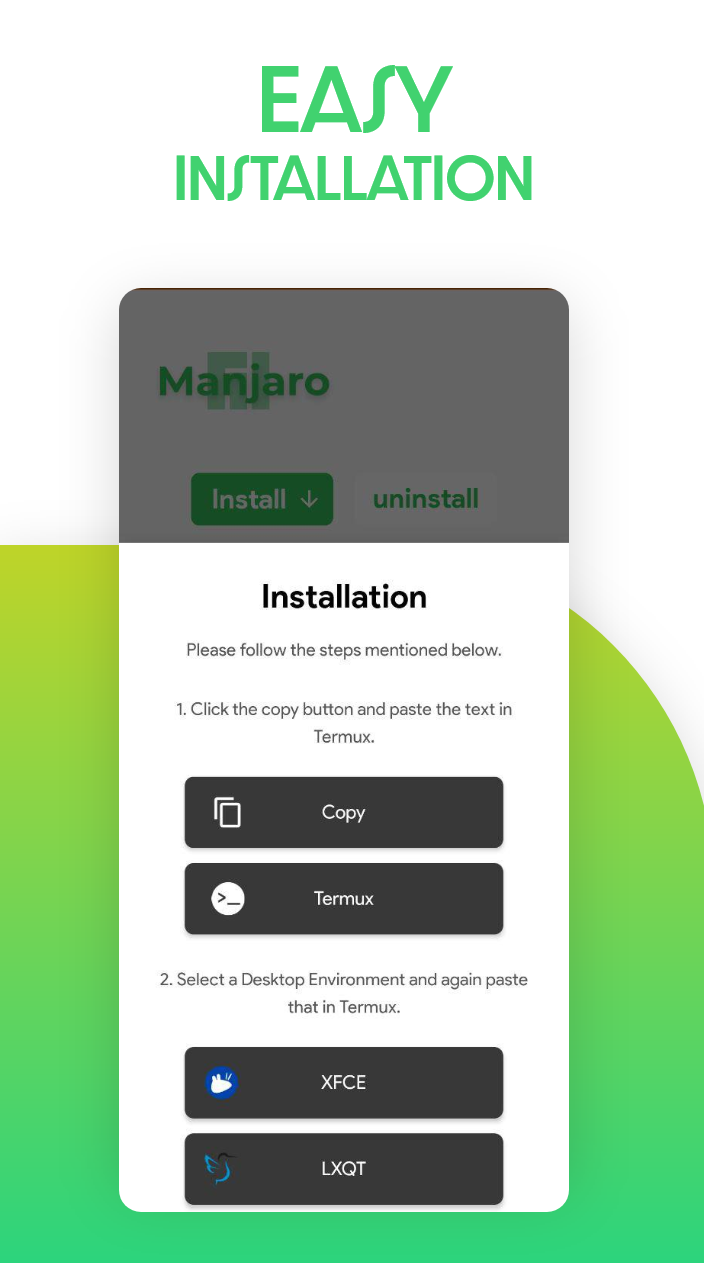 EASY
INSTALLATION
Manjaro
Install
uninstall
Installation
Please follow the steps mentioned below.
1. Click the copy button and paste the text in
Termux.
Copy
>_
Termux
2. Select a Desktop Environment and again paste
that in Termux.
XFCE
LXQT